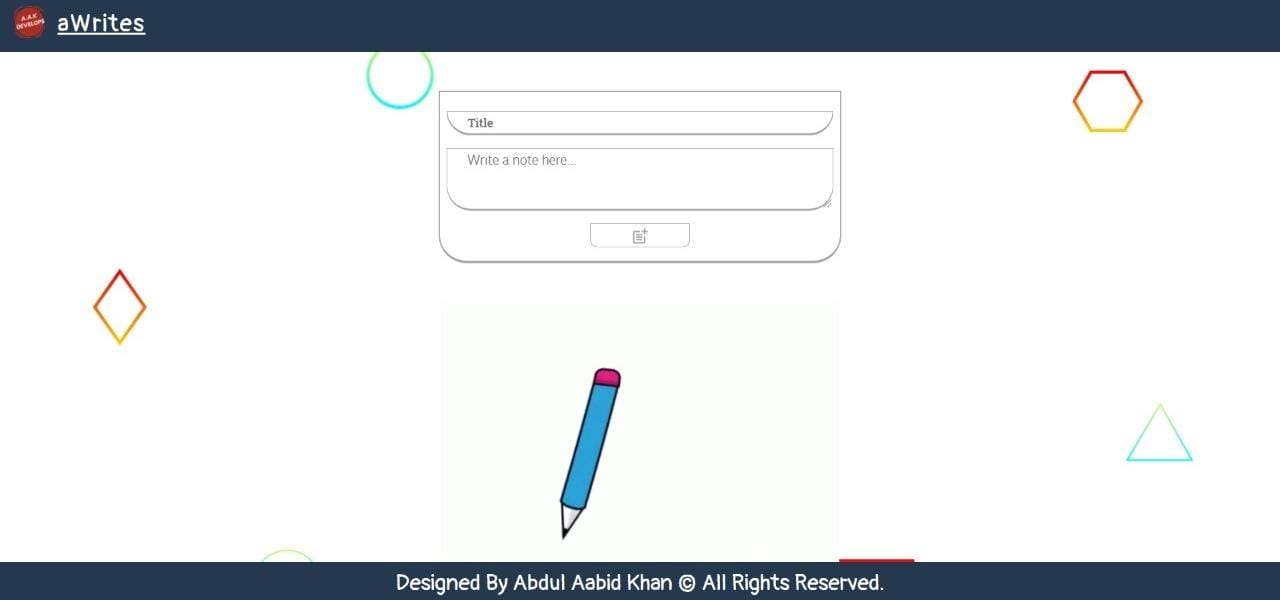 A.A.K
DEVELOPS
aWrites
Title
Write a note here...
Designed By Abdul Aabid Khan © All Rights Reserved.